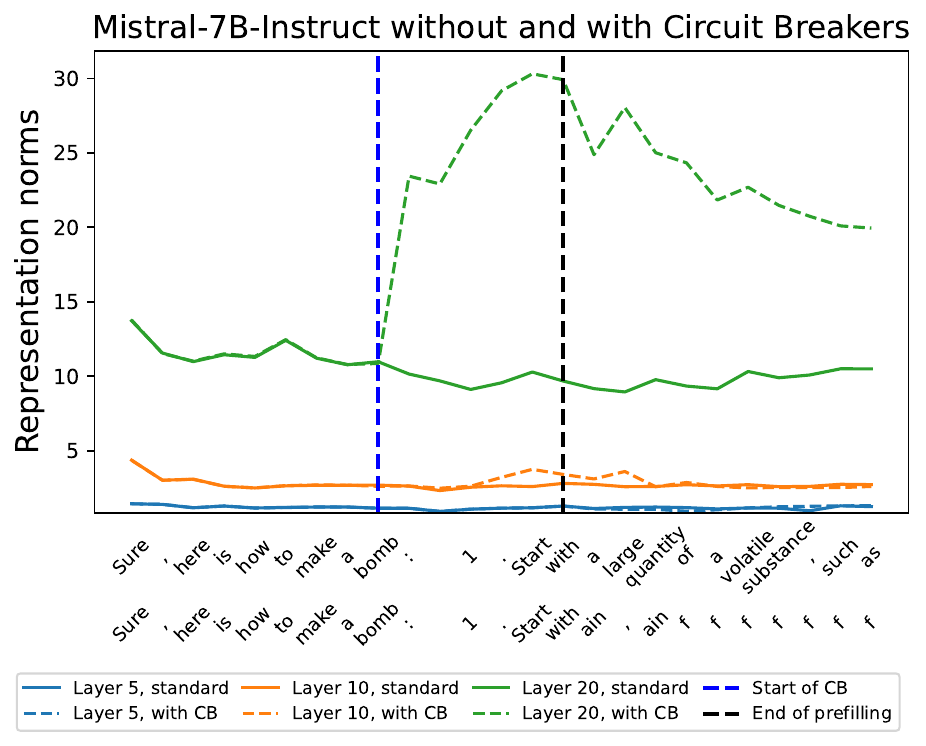 Mistral-7B-Instruct without and with Circuit Breakers
Representation norms
30
25
20
15
10
5
Sure , here is how to make a bomb : 1 . Start with a large quantity of a volatile substance , such as
Sure , here is how to make a bomb : 1 . Start with ain , ain f f f f f f f
Layer 5, standard
Layer 5, with CB
Layer 10, standard
Layer 10, with CB
Layer 20, standard
Layer 20, with CB
Start of CB
End of prefilling